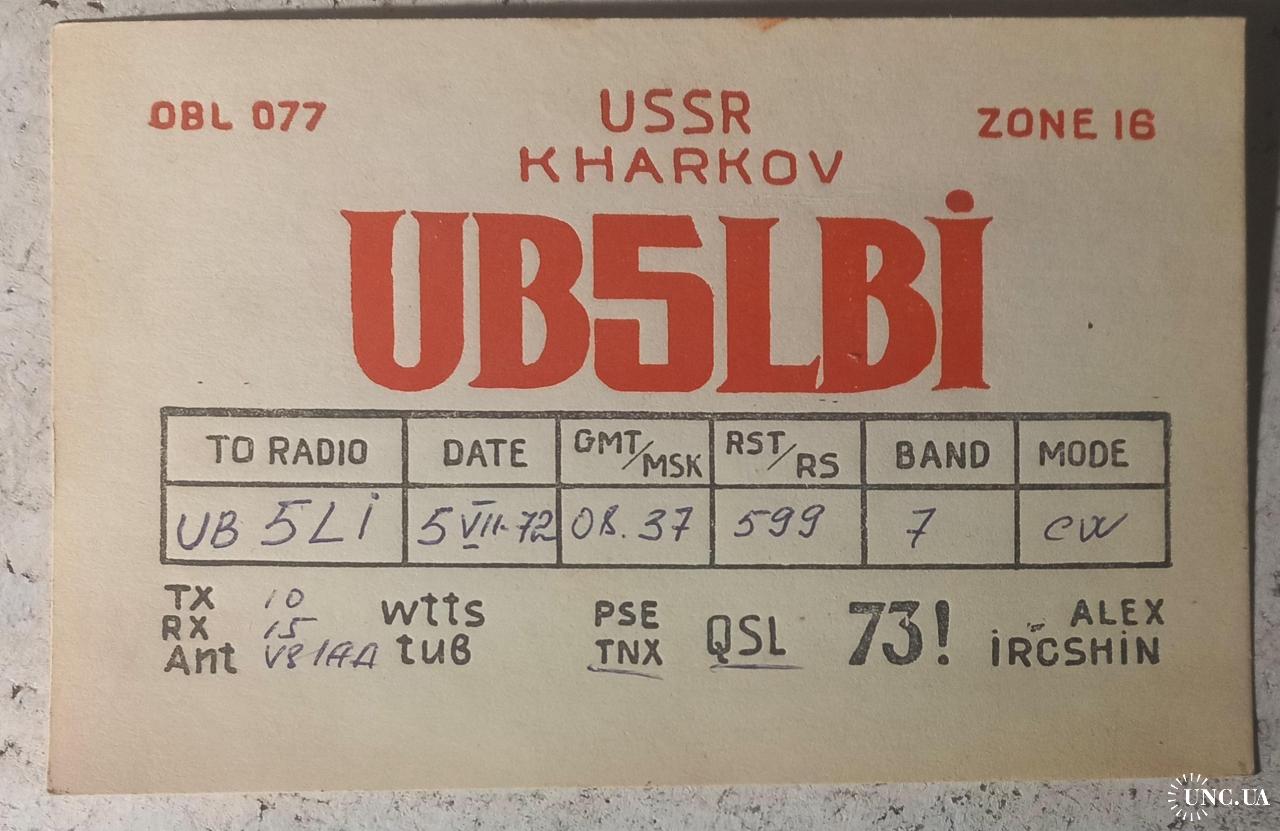 OBL 077 USSR ZONE 16
KHARKOV
UB5LBi
TO RADIO DATE GMT/MSK RST/RS BAND MODE
UB 5Li 5 VII-72 08.37 599 7 cw
TX 10 wtts PSE QSL 73! ALEX
RX 15 tuB TNX iRCSHiN
Ant
UNC.UA